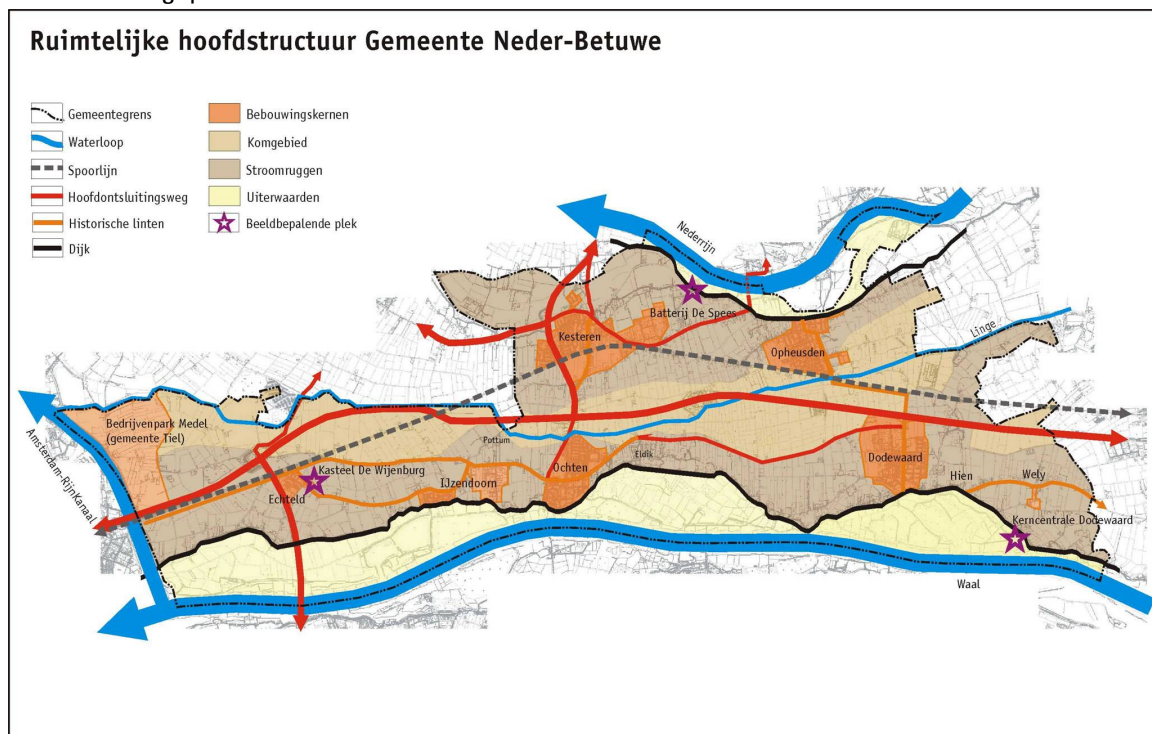 Ruimtelijke hoofdstructuur Gemeente Neder-Betuwe
Gemeentegrens
Waterloop
Spoorlijn
Hoofdontsluitingsweg
Historische linten
Dijk
Bebouwingskernen
Komgebied
Stroomruggen
Uiterwaarden
Beeldbepalende plek
Nederrijn
Batterij De Spees
Kesteren
Opheusden
Linge
Bedrijvenpark Medel
(gemeente Tiel)
Amsterdam-RijnKanaal
Pottum
Kasteel De Wijenburg
Echteld
IJzendoorn
Ochten
Eldik
Dodewaard
Hien
Wely
Kerncentrale Dodewaard
Waal